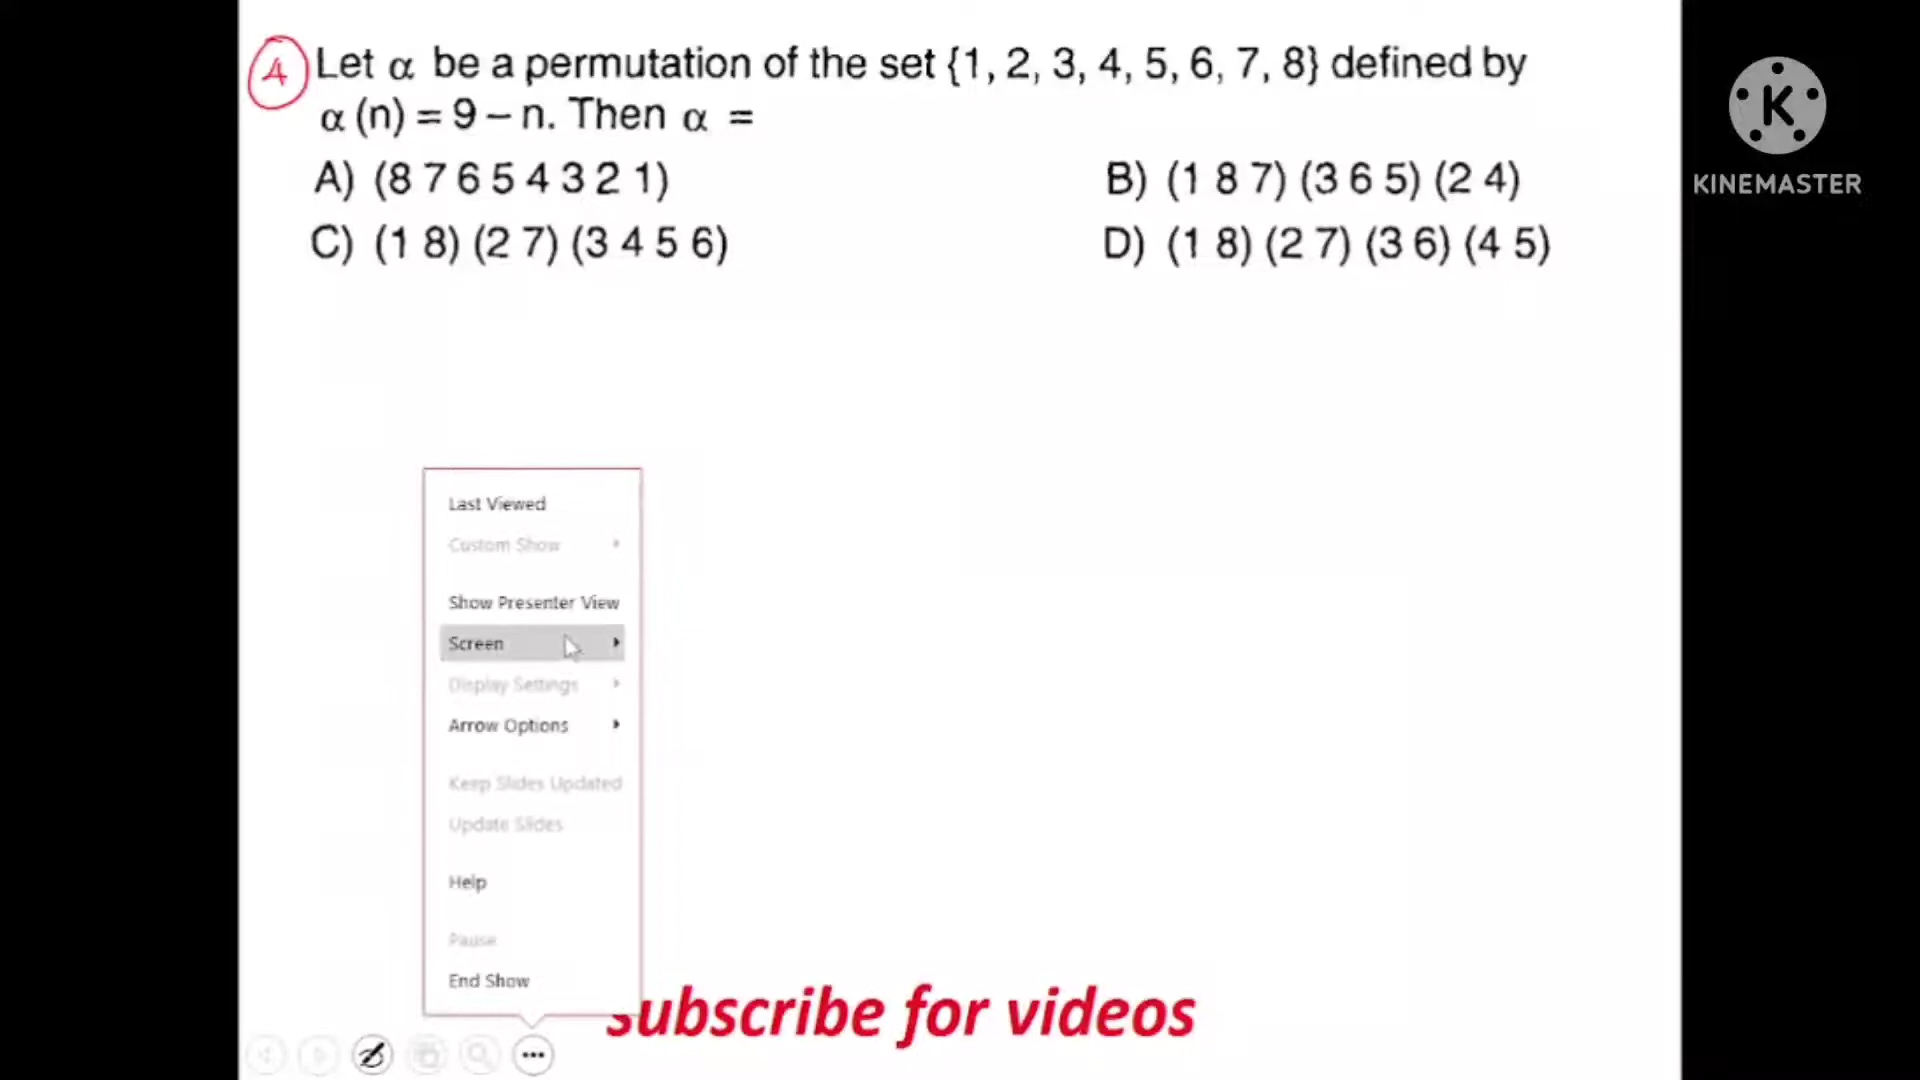 4 Let α be a permutation of the set {1, 2, 3, 4, 5, 6, 7, 8} defined by
α (n) = 9 – n. Then α =
A) (8 7 6 5 4 3 2 1)
B) (1 8 7) (3 6 5) (2 4)
C) (1 8) (2 7) (3 4 5 6)
D) (1 8) (2 7) (3 6) (4 5)
K
KINEMASTER
Last Viewed
Custom Show
Show Presenter View
Screen
Display Settings
Arrow Options
Keep Slides Updated
Update Slides
Help
Pause
End Show
subscribe for videos